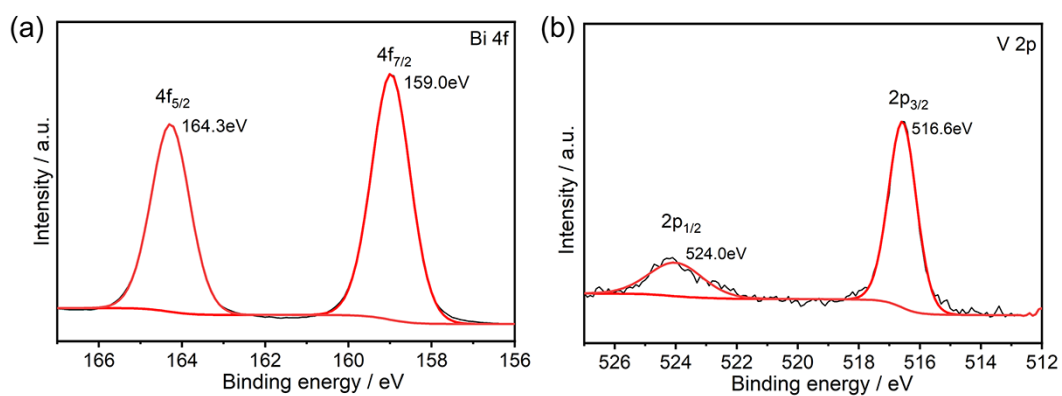 (a)
Bi 4f
4f7/2
159.0eV
4f5/2
164.3eV
Intensity / a.u.
166 164 162 160 158 156
Binding energy / eV
(b)
V 2p
2p3/2
516.6eV
2p1/2
524.0eV
Intensity / a.u.
526 524 522 520 518 516 514 512
Binding energy / eV